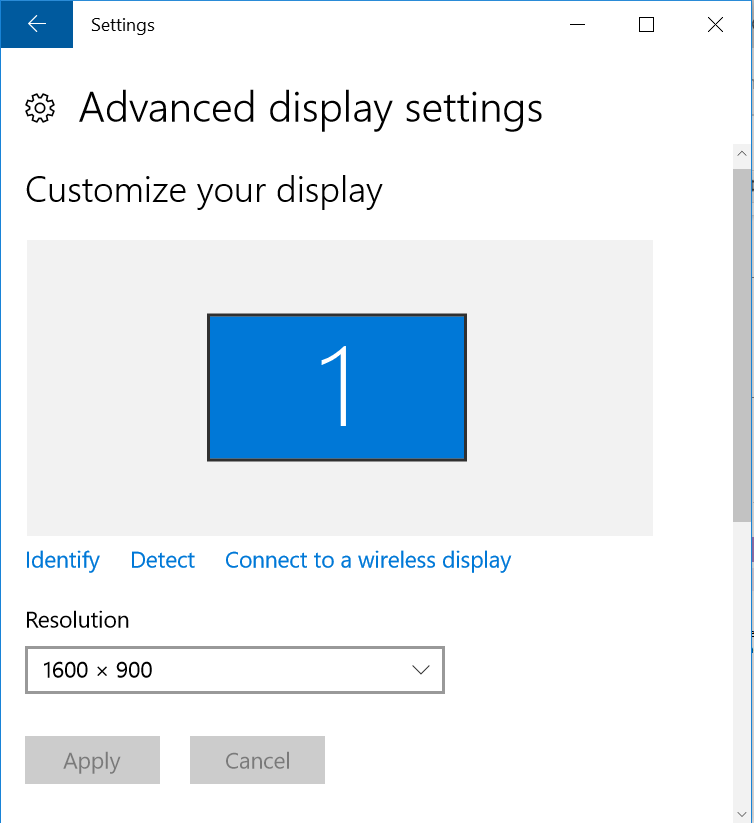 Settings
Advanced display settings
Customize your display
1
Identify Detect Connect to a wireless display
Resolution
1600 × 900
Apply Cancel